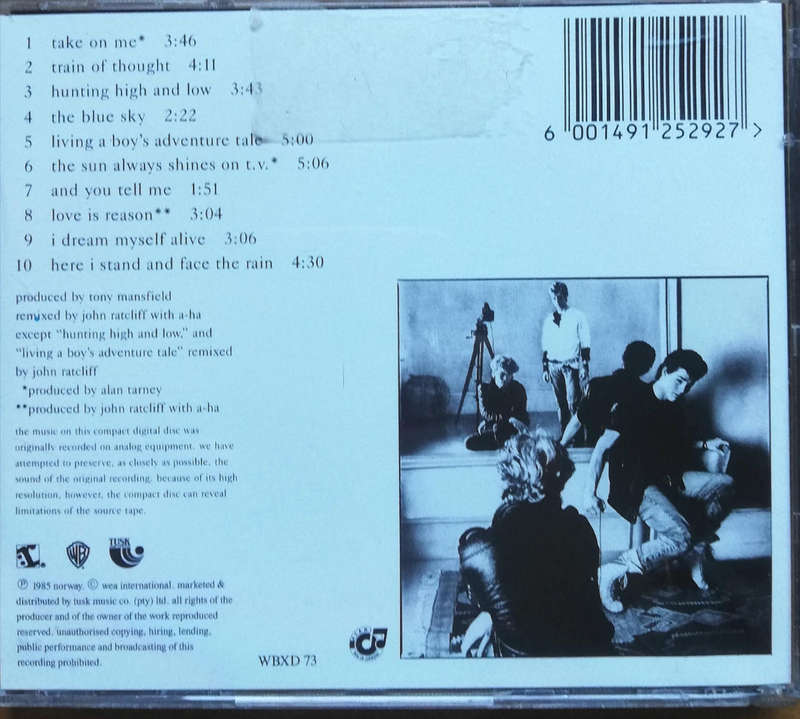 1 take on me* 3:46
2 train of thought 4:11
3 hunting high and low 3:43
4 the blue sky 2:22
5 living a boy's adventure tale 5:00
6 the sun always shines on t.v.* 5:06
7 and you tell me 1:51
8 love is reason** 3:04
9 i dream myself alive 3:06
10 here i stand and face the rain 4:30
6 001491 252927 >
produced by tony mansfield
remixed by john ratcliff with a-ha
except "hunting high and low," and
"living a boy's adventure tale" remixed
by john ratcliff
*produced by alan tarney
**produced by john ratcliff with a-ha
the music on this compact digital disc was
originally recorded on analog equipment. we have
attempted to preserve, as closely as possible, the
sound of the original recording. because of its high
resolution, however, the compact disc can reveal
limitations of the source tape.
WB
TUSK
℗ 1985 norway. © wea international. marketed &
distributed by tusk music co. (pty) ltd. all rights of the
producer and of the owner of the work reproduced
reserved. unauthorised copying, hiring, lending,
public performance and broadcasting of this
recording prohibited.
WBXD 73